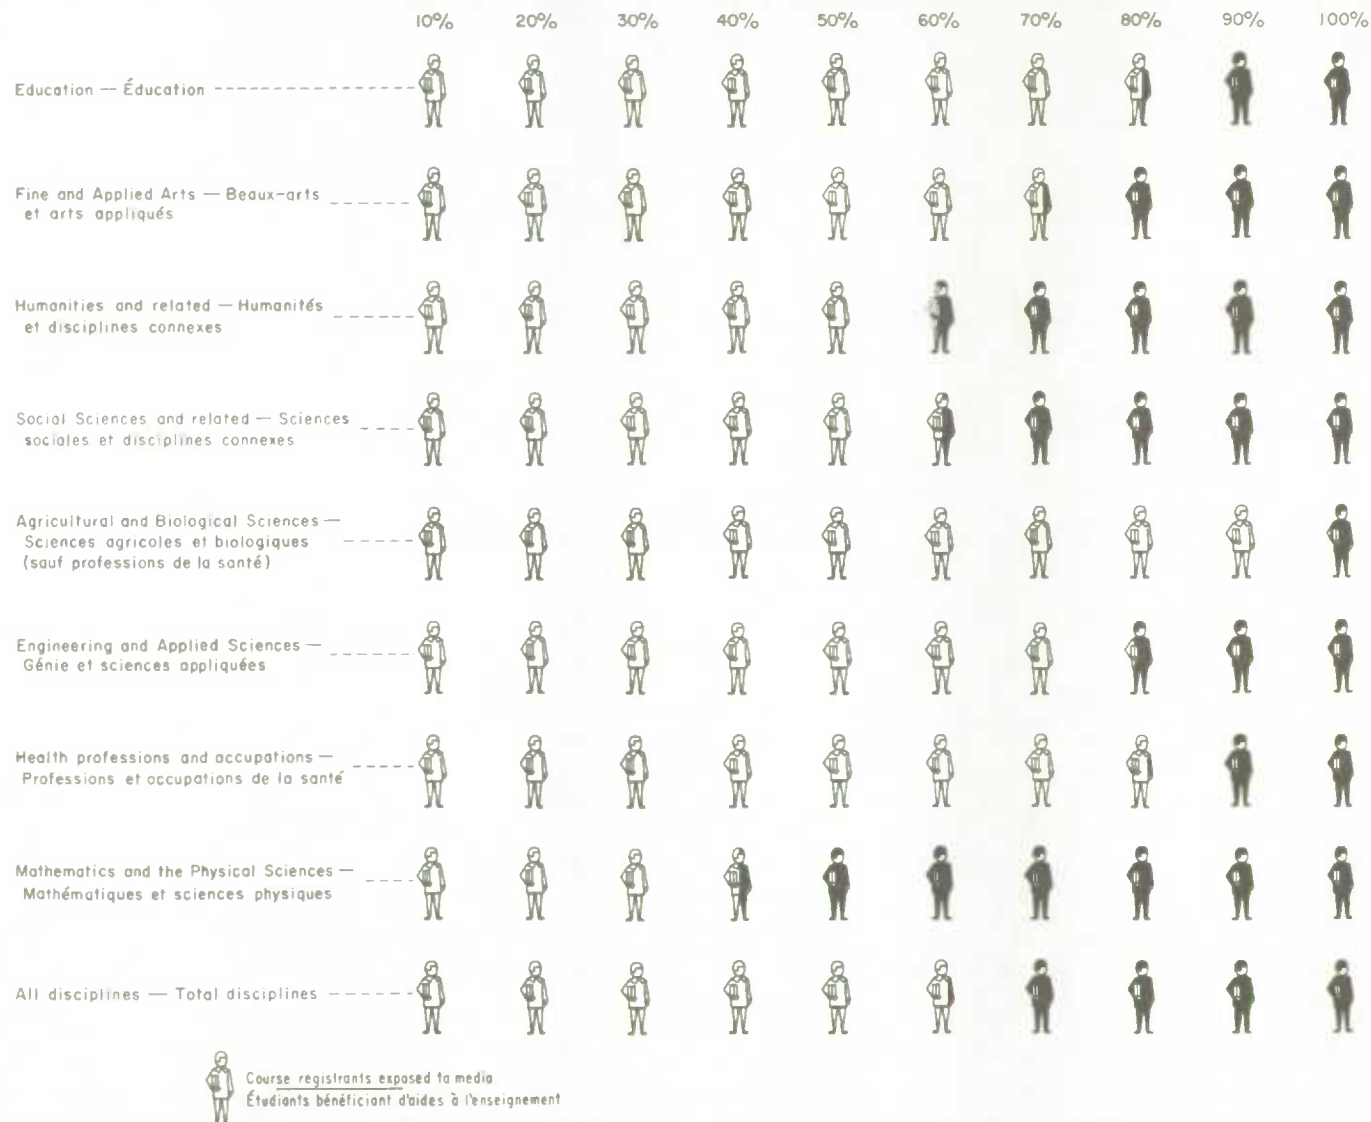 10% 20% 30% 40% 50% 60% 70% 80% 90% 100%
Education — Éducation
Fine and Applied Arts — Beaux-arts
et arts appliqués
Humanities and related — Humanités
et disciplines connexes
Social Sciences and related — Sciences
sociales et disciplines connexes
Agricultural and Biological Sciences —
Sciences agricoles et biologiques
(sauf professions de la santé)
Engineering and Applied Sciences —
Génie et sciences appliquées
Health professions and occupations —
Professions et occupations de la santé
Mathematics and the Physical Sciences —
Mathématiques et sciences physiques
All disciplines — Total disciplines
Course registrants exposed to media
Étudiants bénéficiant d'aides à l'enseignement